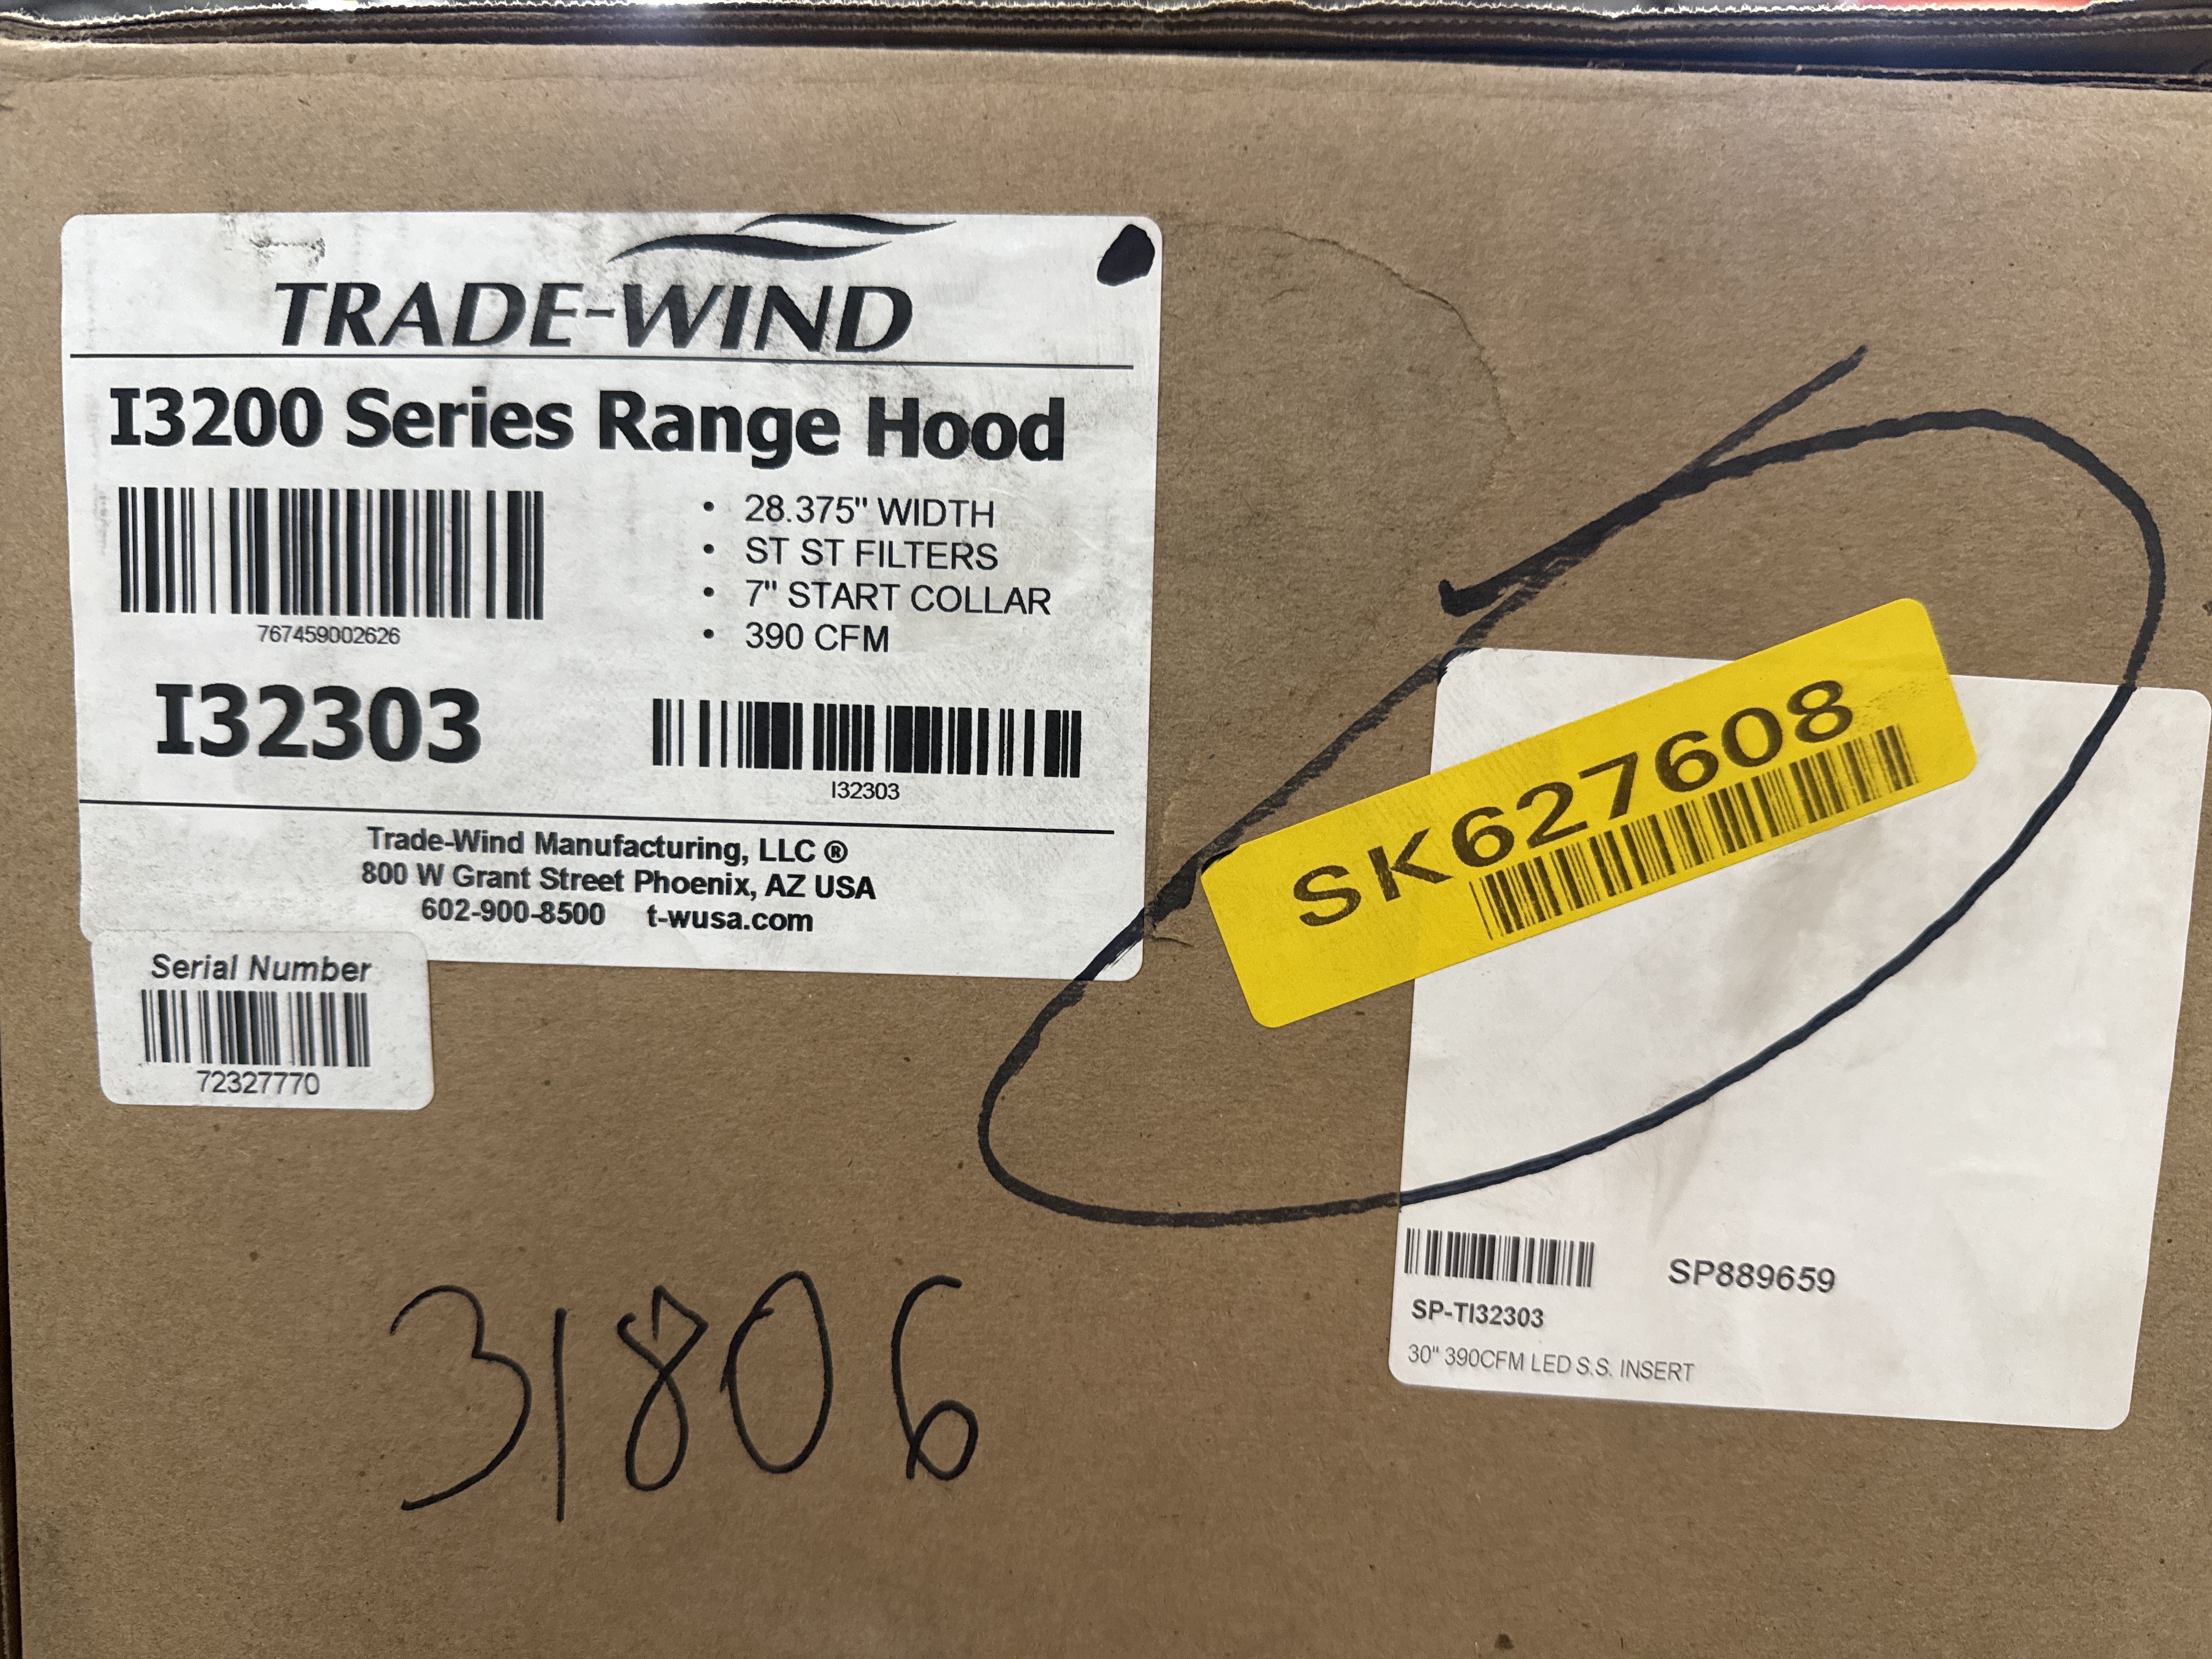 TRADE-WIND
I3200 Series Range Hood
• 28.375" WIDTH
• ST ST FILTERS
• 7" START COLLAR
• 390 CFM
767459002626
I32303
I32303
Trade-Wind Manufacturing, LLC ®
800 W Grant Street Phoenix, AZ USA
602-900-8500 t-wusa.com
Serial Number
72327770
SK627608
SP889659
SP-TI32303
30" 390CFM LED S.S. INSERT
31806